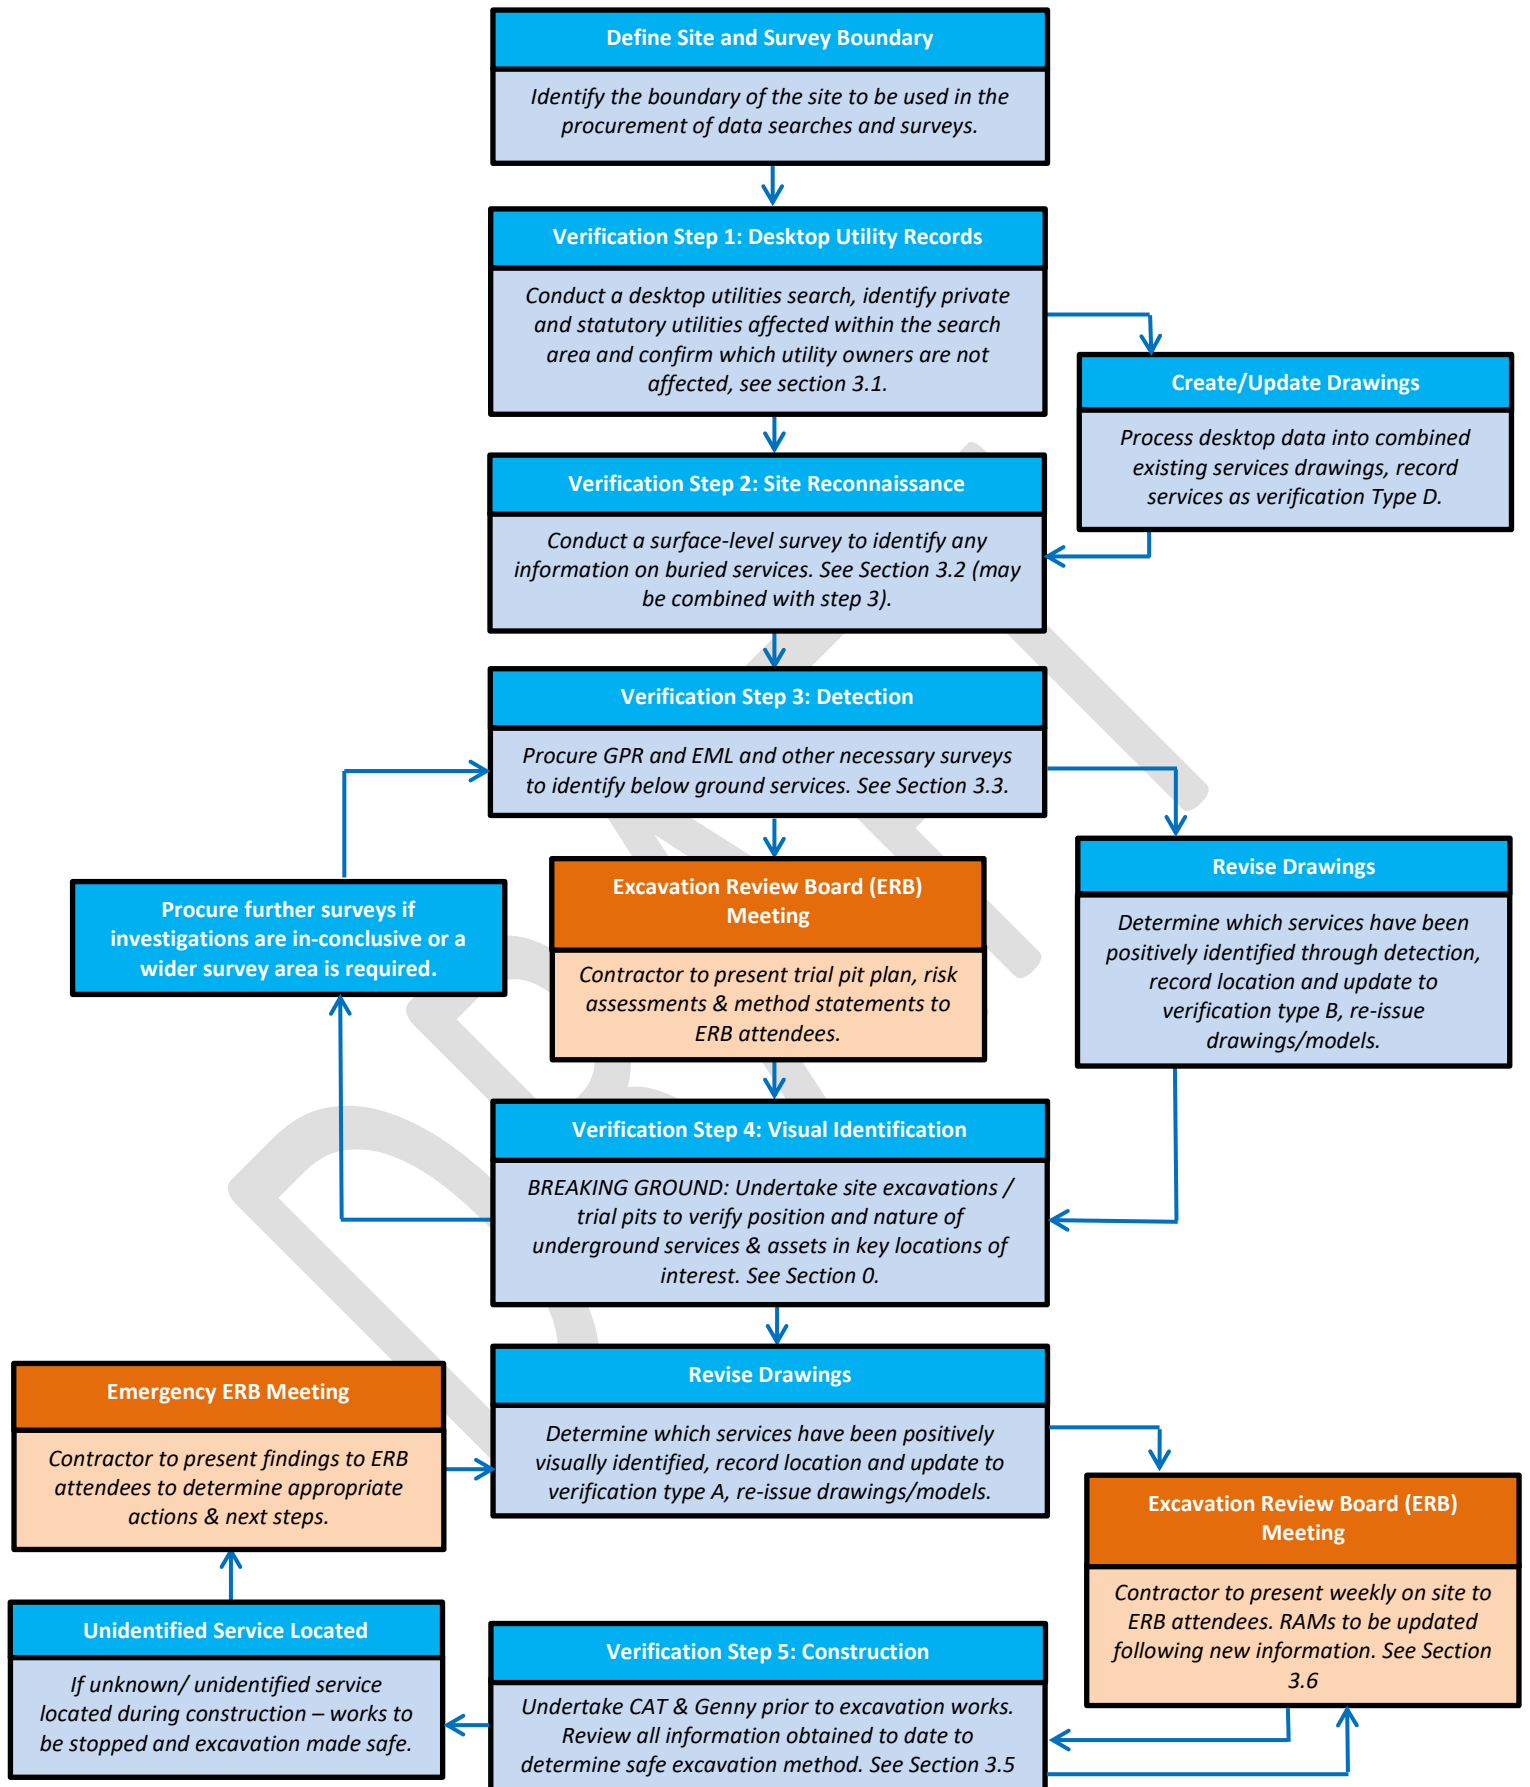 Define Site and Survey Boundary
Identify the boundary of the site to be used in the
procurement of data searches and surveys.
Verification Step 1: Desktop Utility Records
Conduct a desktop utilities search, identify private
and statutory utilities affected within the search
area and confirm which utility owners are not
affected, see section 3.1.
Create/Update Drawings
Process desktop data into combined
existing services drawings, record
services as verification Type D.
Verification Step 2: Site Reconnaissance
Conduct a surface-level survey to identify any
information on buried services. See Section 3.2 (may
be combined with step 3).
Verification Step 3: Detection
Procure GPR and EML and other necessary surveys
to identify below ground services. See Section 3.3.
Procure further surveys if
investigations are in-conclusive or a
wider survey area is required.
Excavation Review Board (ERB)
Meeting
Contractor to present trial pit plan, risk
assessments & method statements to
ERB attendees.
Revise Drawings
Determine which services have been
positively identified through detection,
record location and update to
verification type B, re-issue
drawings/models.
Verification Step 4: Visual Identification
BREAKING GROUND: Undertake site excavations /
trial pits to verify position and nature of
underground services & assets in key locations of
interest. See Section 0.
Revise Drawings
Determine which services have been positively
visually identified, record location and update to
verification type A, re-issue drawings/models.
Emergency ERB Meeting
Contractor to present findings to ERB
attendees to determine appropriate
actions & next steps.
Excavation Review Board (ERB)
Meeting
Contractor to present weekly on site to
ERB attendees. RAMs to be updated
following new information. See Section
3.6
Unidentified Service Located
If unknown/ unidentified service
located during construction – works to
be stopped and excavation made safe.
Verification Step 5: Construction
Undertake CAT & Genny prior to excavation works.
Review all information obtained to date to
determine safe excavation method. See Section 3.5
DRAFT